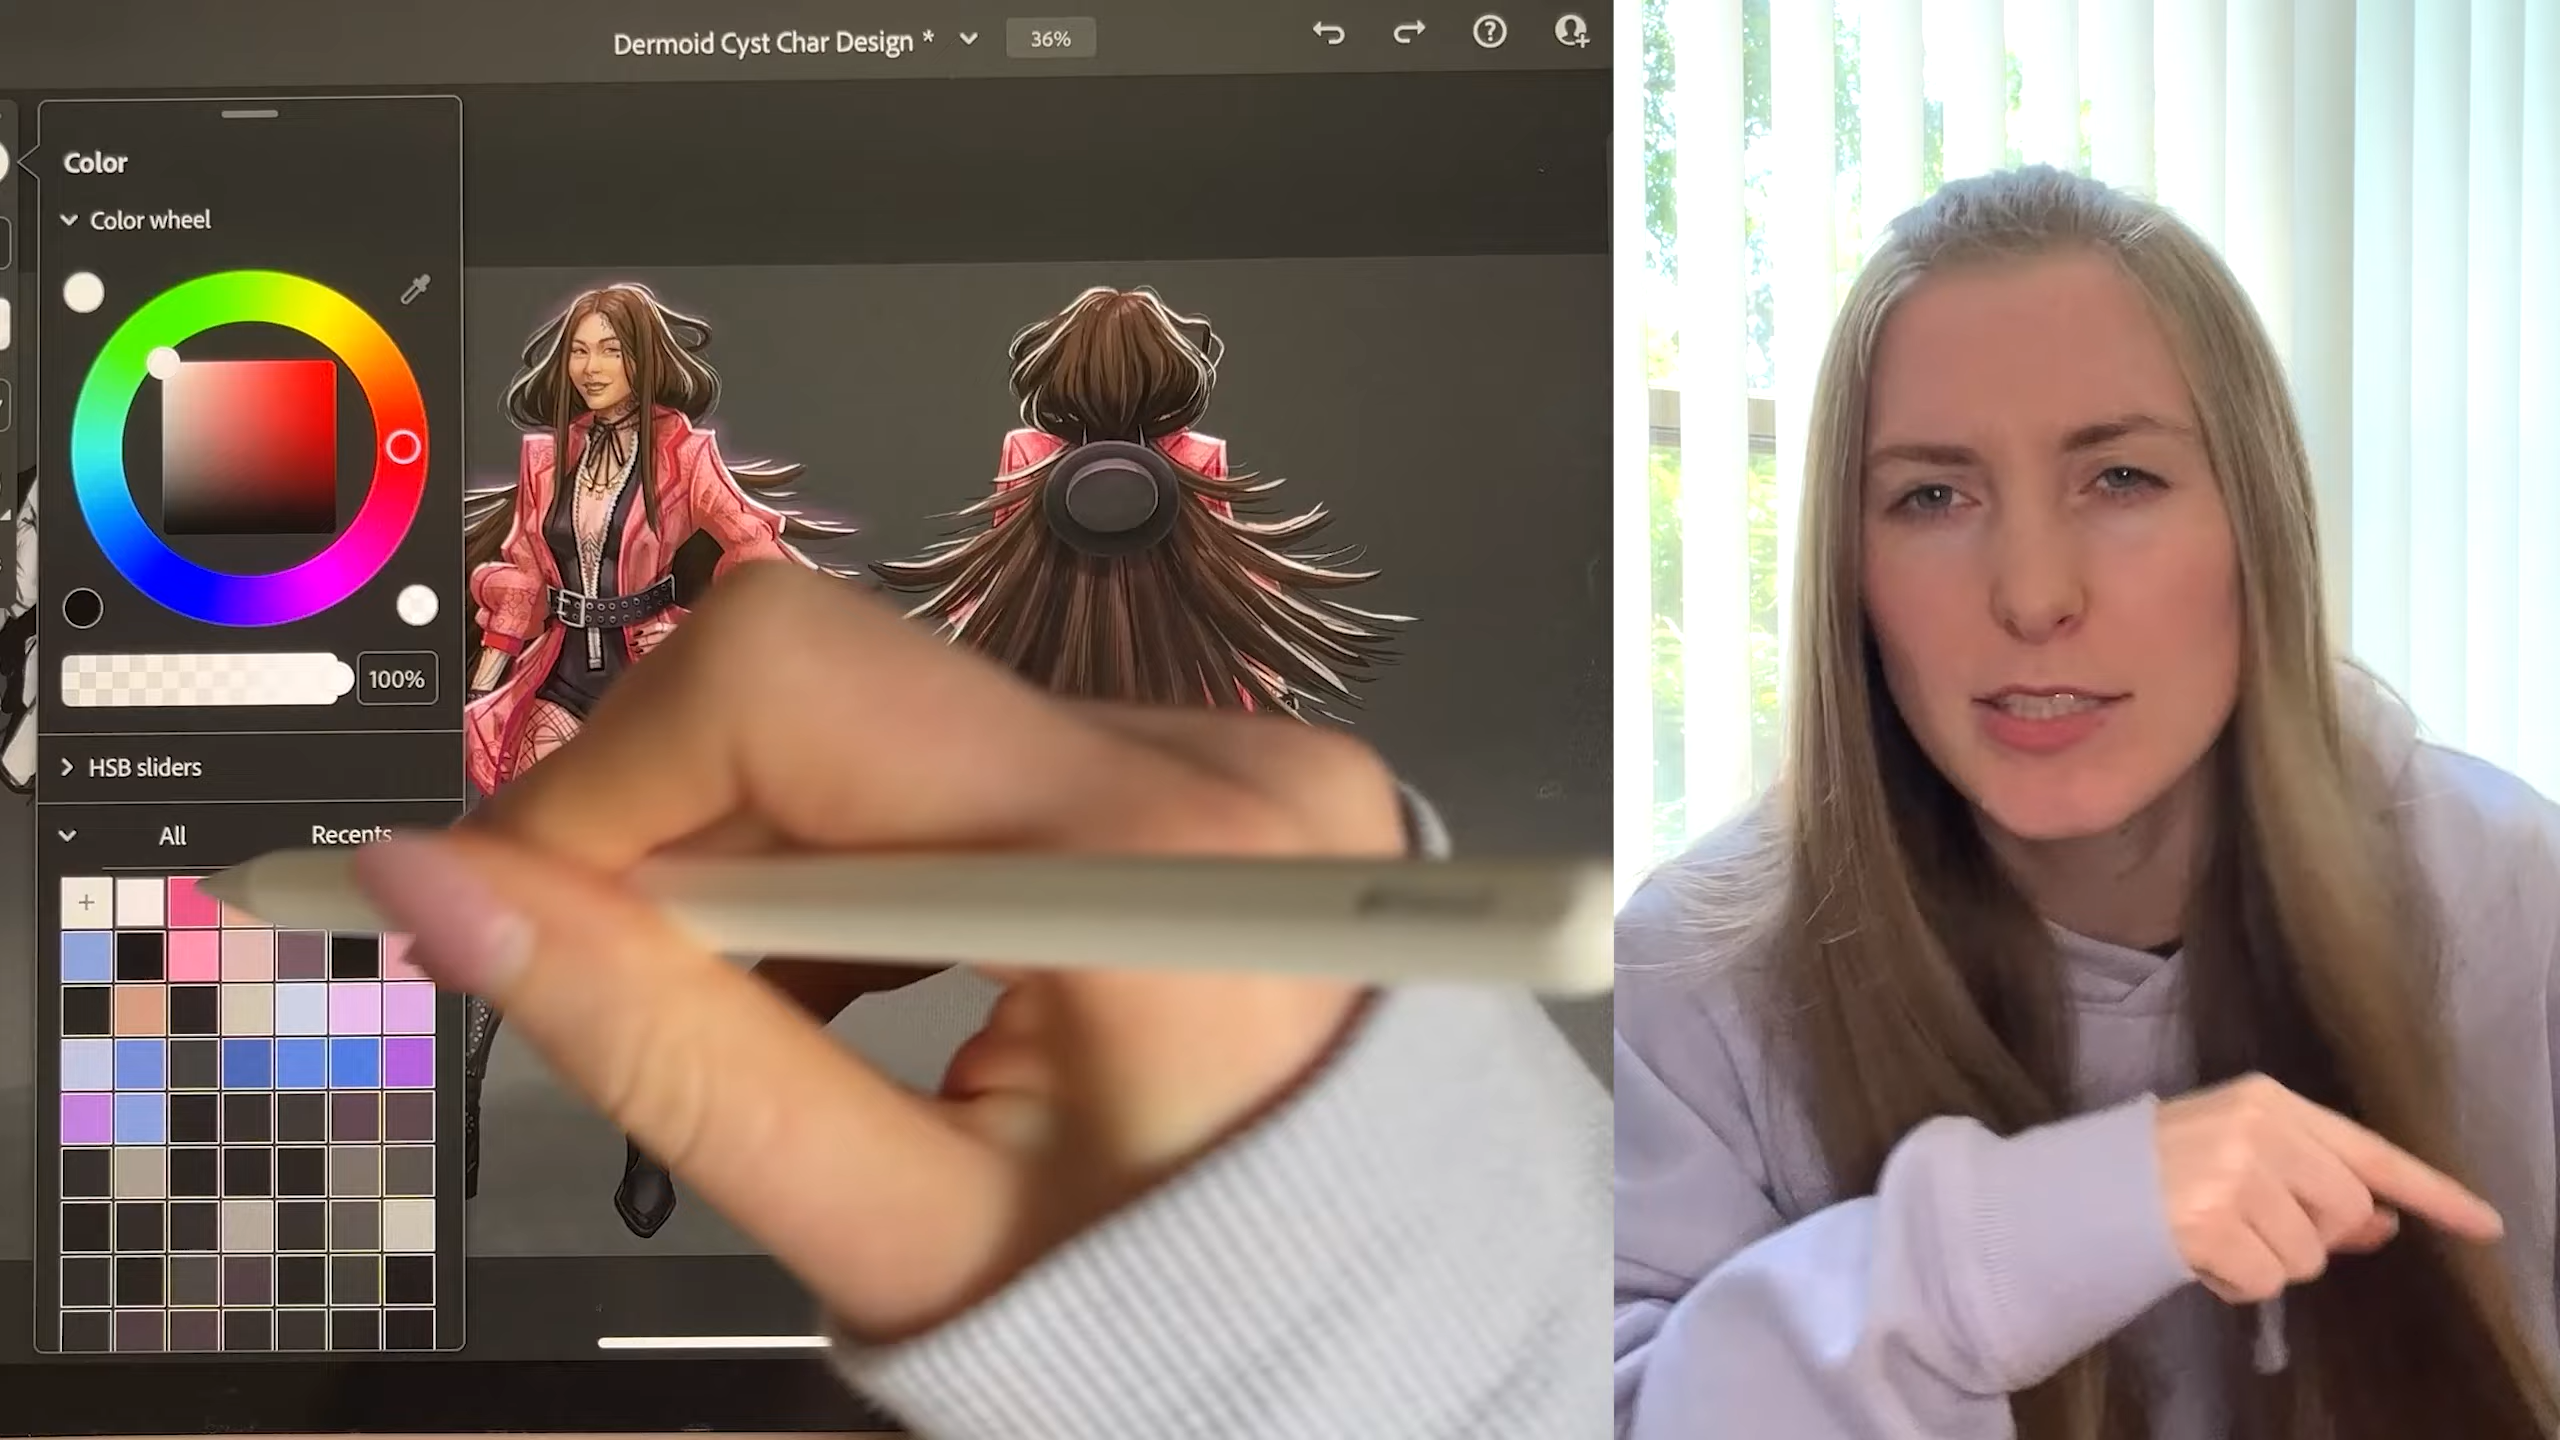 Dermoid Cyst Char Design *
36%
Color
Color wheel
100%
HSB sliders
All
Recents